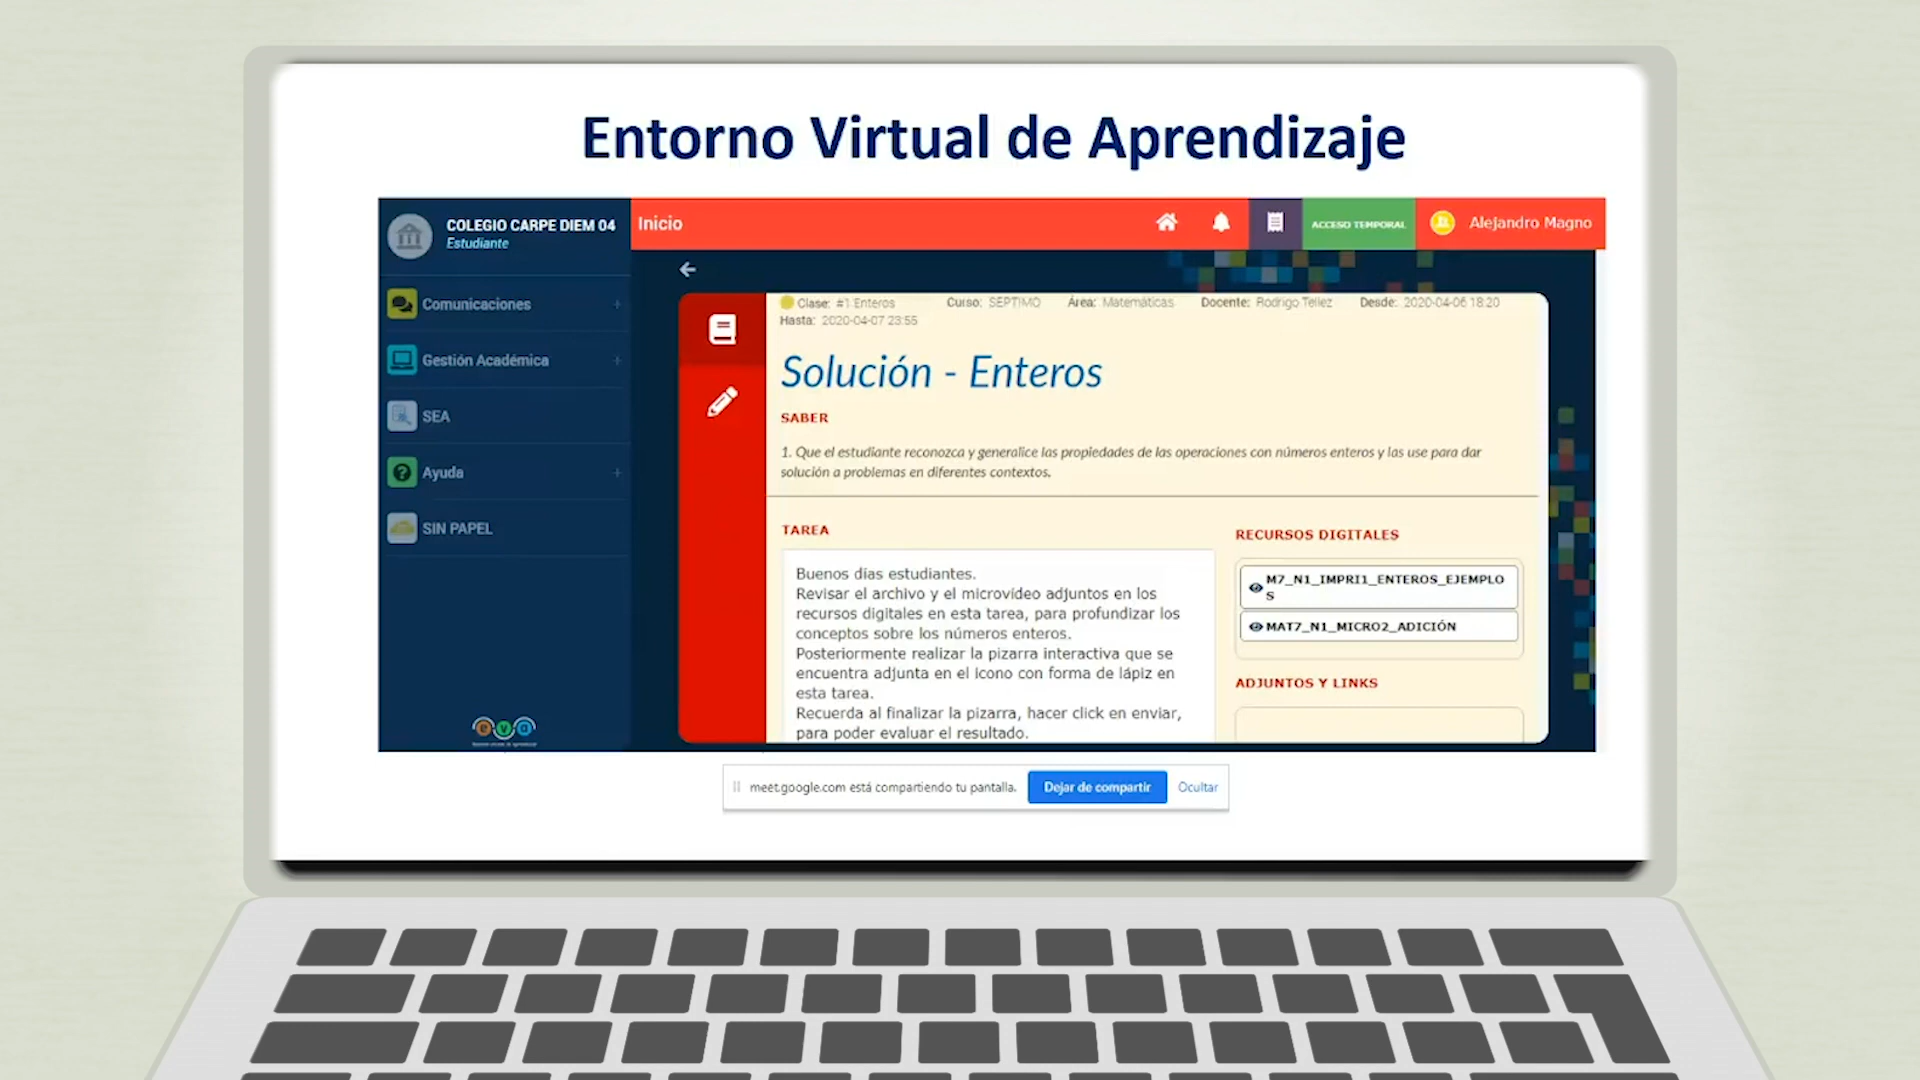 Entorno Virtual de Aprendizaje
COLEGIO CARPE DIEM 04
Estudiante
Inicio
ACCESO TEMPORAL
Alejandro Magno
Comunicaciones +
Gestión Académica +
SEA
Ayuda +
SIN PAPEL
eva
Clase: #1 Enteros Curso: SEPTIMO Área: Matemáticas Docente: Rodrigo Tellez Desde: 2020-04-06 18:20
Hasta: 2020-04-07 23:55
Solución - Enteros
SABER
1. Que el estudiante reconozca y generalice las propiedades de las operaciones con números enteros y las use para dar
solución a problemas en diferentes contextos.
TAREA
Buenos días estudiantes.
Revisar el archivo y el microvídeo adjuntos en los
recursos digitales en esta tarea, para profundizar los
conceptos sobre los números enteros.
Posteriormente realizar la pizarra interactiva que se
encuentra adjunta en el icono con forma de lápiz en
esta tarea.
Recuerda al finalizar la pizarra, hacer click en enviar,
para poder evaluar el resultado.
RECURSOS DIGITALES
M7_N1_IMPRI1_ENTEROS_EJEMPLO
S
MAT7_N1_MICRO2_ADICIÓN
ADJUNTOS Y LINKS
meet.google.com está compartiendo tu pantalla.
Dejar de compartir
Ocultar